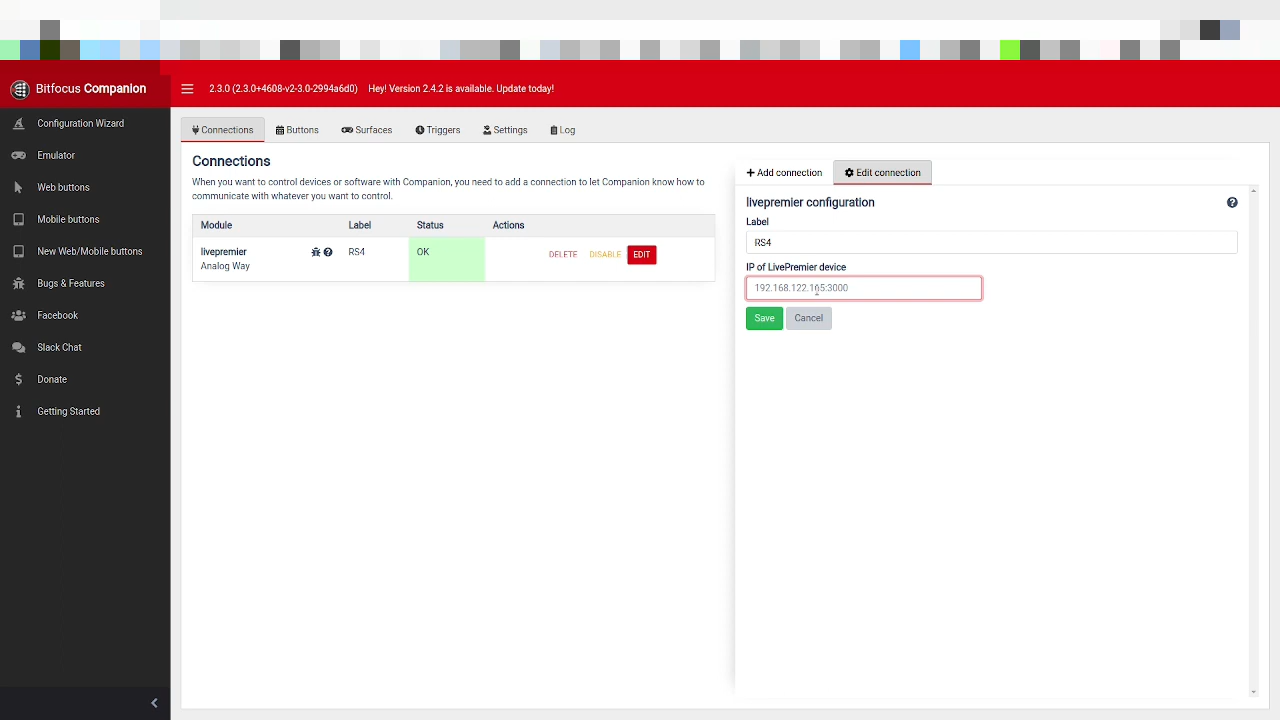 Bitfocus Companion
2.3.0 (2.3.0+4608-v2-3.0-2994a6d0) Hey! Version 2.4.2 is available. Update today!
Configuration Wizard
Emulator
Web buttons
Mobile buttons
New Web/Mobile buttons
Bugs & Features
Facebook
Slack Chat
Donate
Getting Started
Connections Buttons Surfaces Triggers Settings Log
Connections
When you want to control devices or software with Companion, you need to add a connection to let Companion know how to
communicate with whatever you want to control.
Module Label Status Actions
livepremier RS4 OK DELETE DISABLE EDIT
Analog Way
Add connection Edit connection
livepremier configuration
Label
RS4
IP of LivePremier device
192.168.122.165:3000
Save Cancel